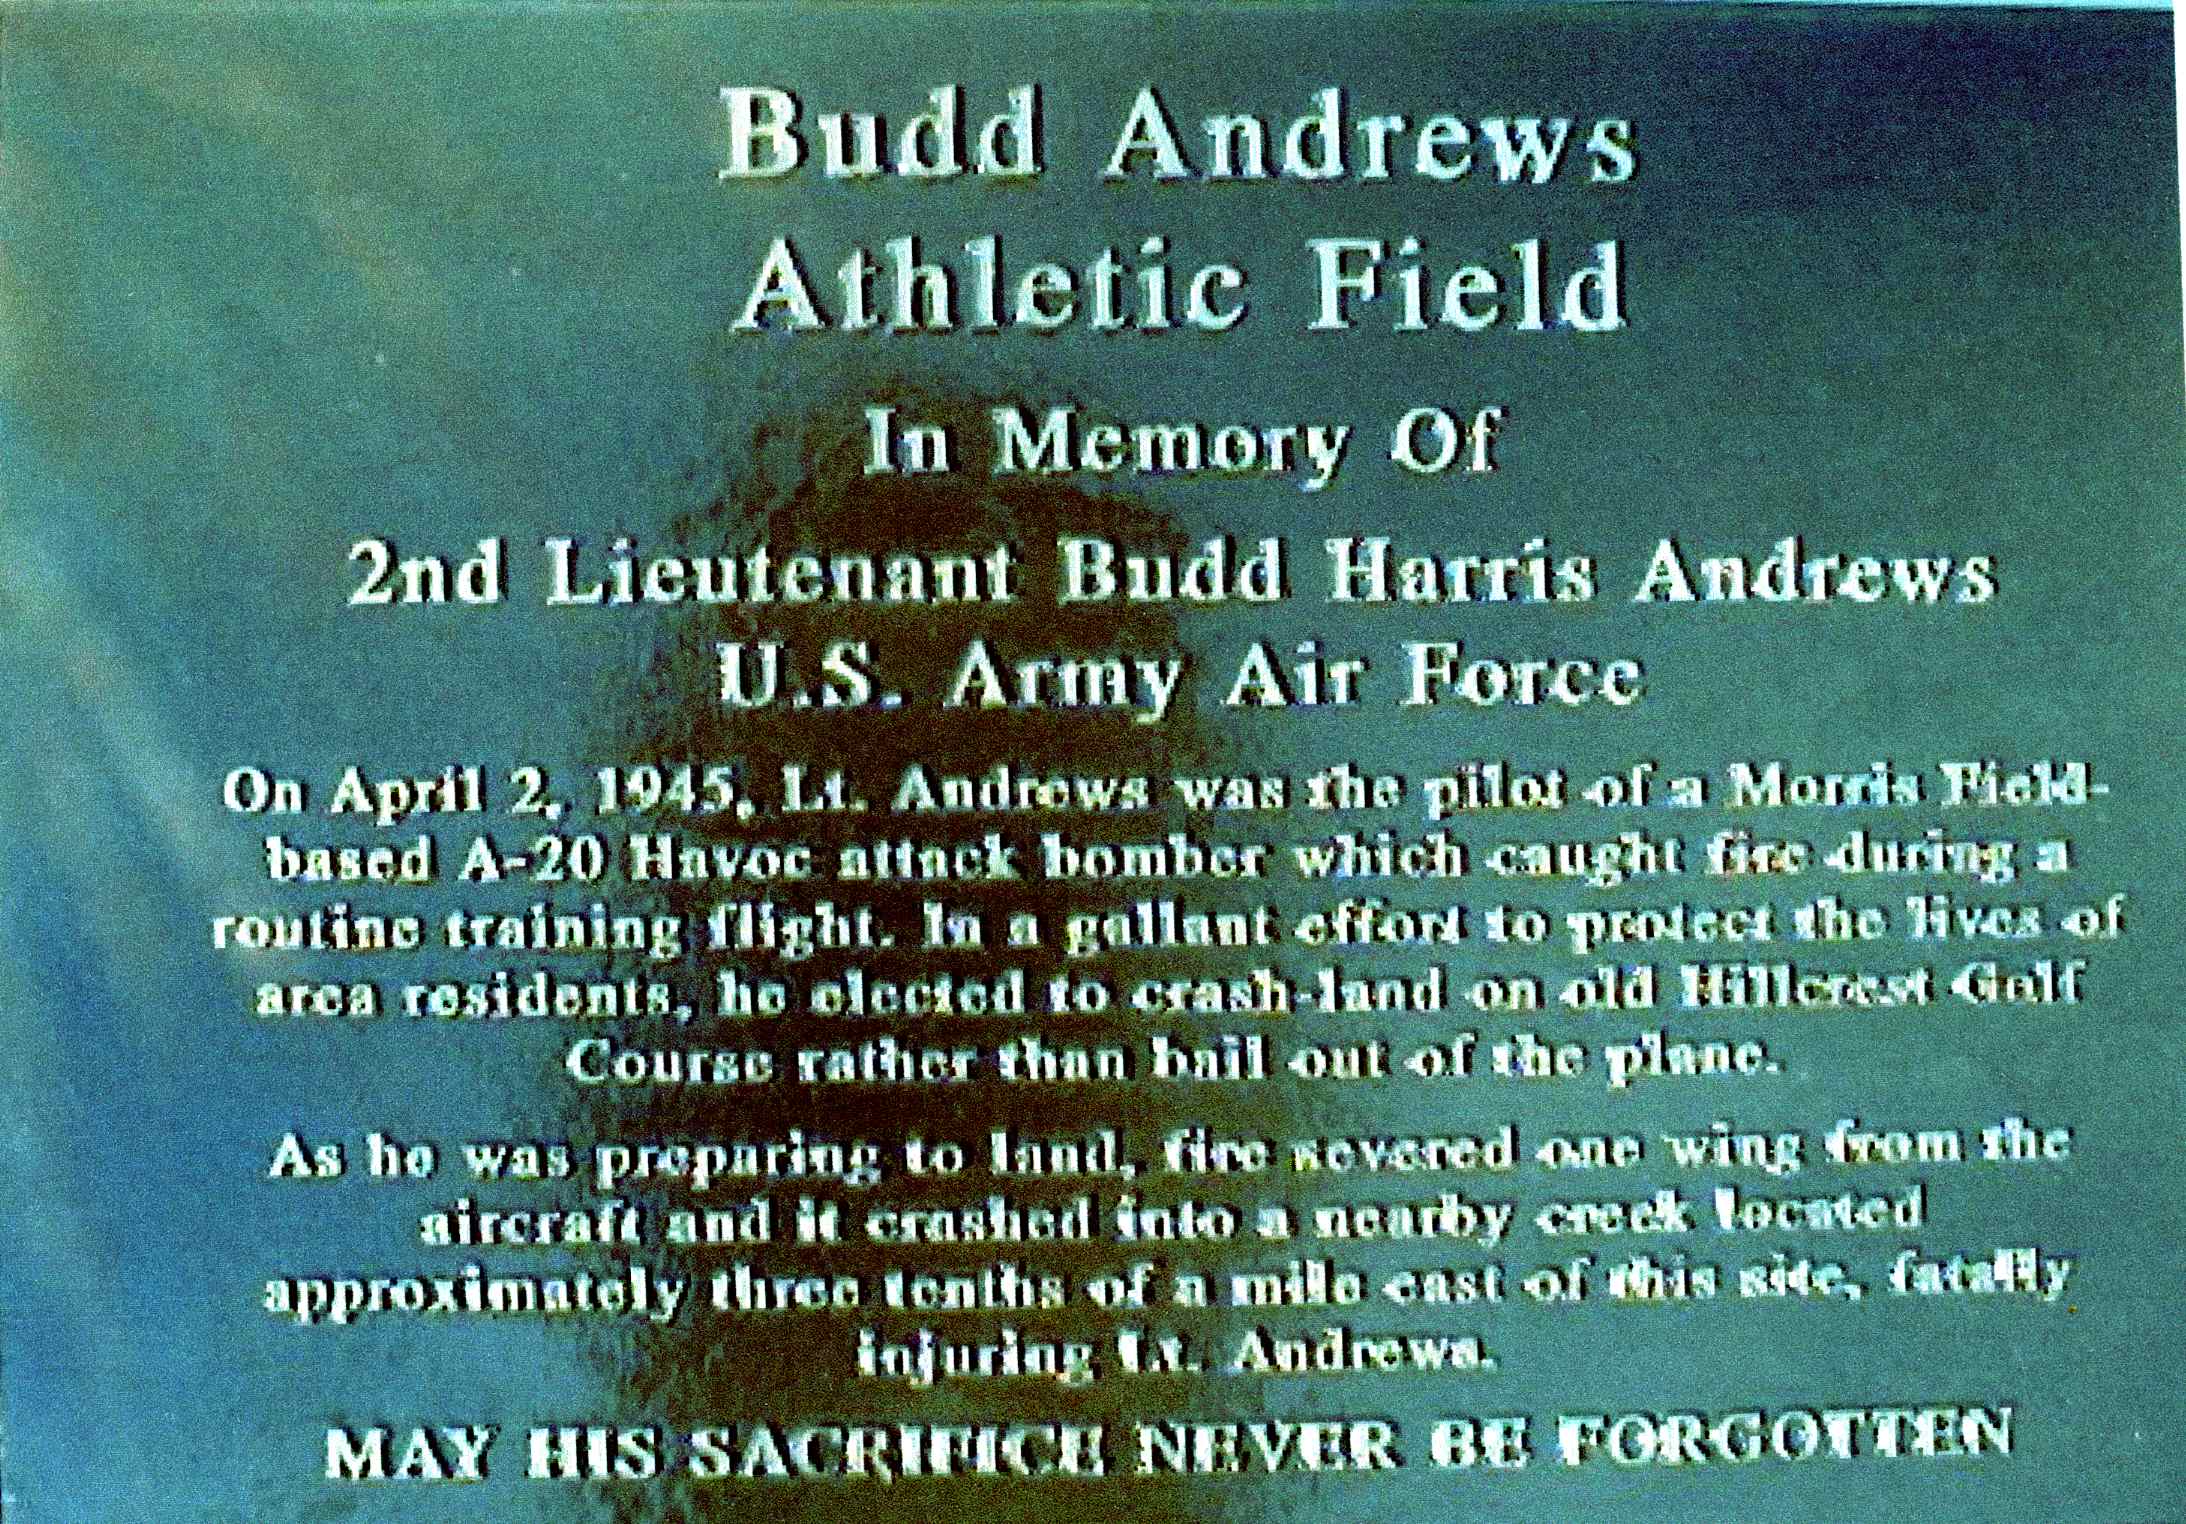 Budd Andrews
Athletic Field
In Memory Of
2nd Lieutenant Budd Harris Andrews
U.S. Army Air Force
On April 2, 1945, Lt. Andrews was the pilot of a Morris Field-
based A-20 Havoc attack bomber which caught fire during a
routine training flight. In a gallant effort to protect the lives of
area residents, he elected to crash-land on old Hillcrest Golf
Course rather than bail out of the plane.
As he was preparing to land, fire severed one wing from the
aircraft and it crashed into a nearby creek located
approximately three tenths of a mile east of this site, fatally
injuring Lt. Andrews.
MAY HIS SACRIFICE NEVER BE FORGOTTEN